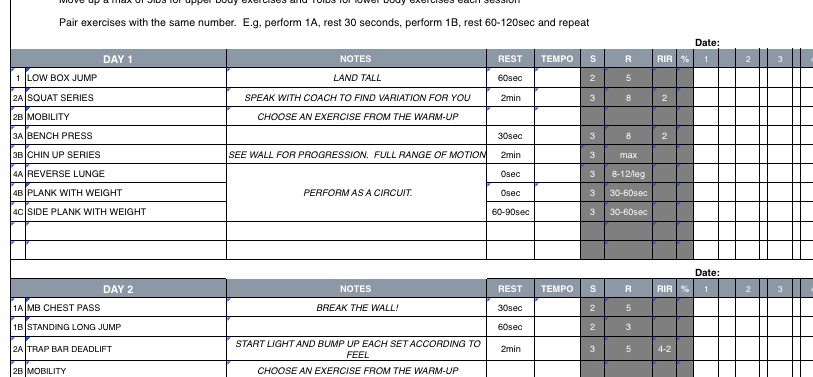 Move up a max of 5lbs for upper body exercises and 10lbs for lower body exercises each session
Pair exercises with the same number.  E.g, perform 1A, rest 30 seconds, perform 1B, rest 60-120sec and repeat
Date:
DAY 1 NOTES REST TEMPO S R RIR % 1 2 3
1 LOW BOX JUMP LAND TALL 60sec 2 5
2A SQUAT SERIES SPEAK WITH COACH TO FIND VARIATION FOR YOU 2min 3 8 2
2B MOBILITY CHOOSE AN EXERCISE FROM THE WARM-UP
3A BENCH PRESS 30sec 3 8 2
3B CHIN UP SERIES SEE WALL FOR PROGRESSION.  FULL RANGE OF MOTION 2min 3 max
4A REVERSE LUNGE 0sec 3 8-12/leg
4B PLANK WITH WEIGHT PERFORM AS A CIRCUIT. 0sec 3 30-60sec
4C SIDE PLANK WITH WEIGHT 60-90sec 3 30-60sec
Date:
DAY 2 NOTES REST TEMPO S R RIR % 1 2 3
1A MB CHEST PASS BREAK THE WALL! 30sec 2 5
1B STANDING LONG JUMP 60sec 2 3
2A TRAP BAR DEADLIFT START LIGHT AND BUMP UP EACH SET ACCORDING TO FEEL 2min 3 5 4-2
2B MOBILITY CHOOSE AN EXERCISE FROM THE WARM-UP